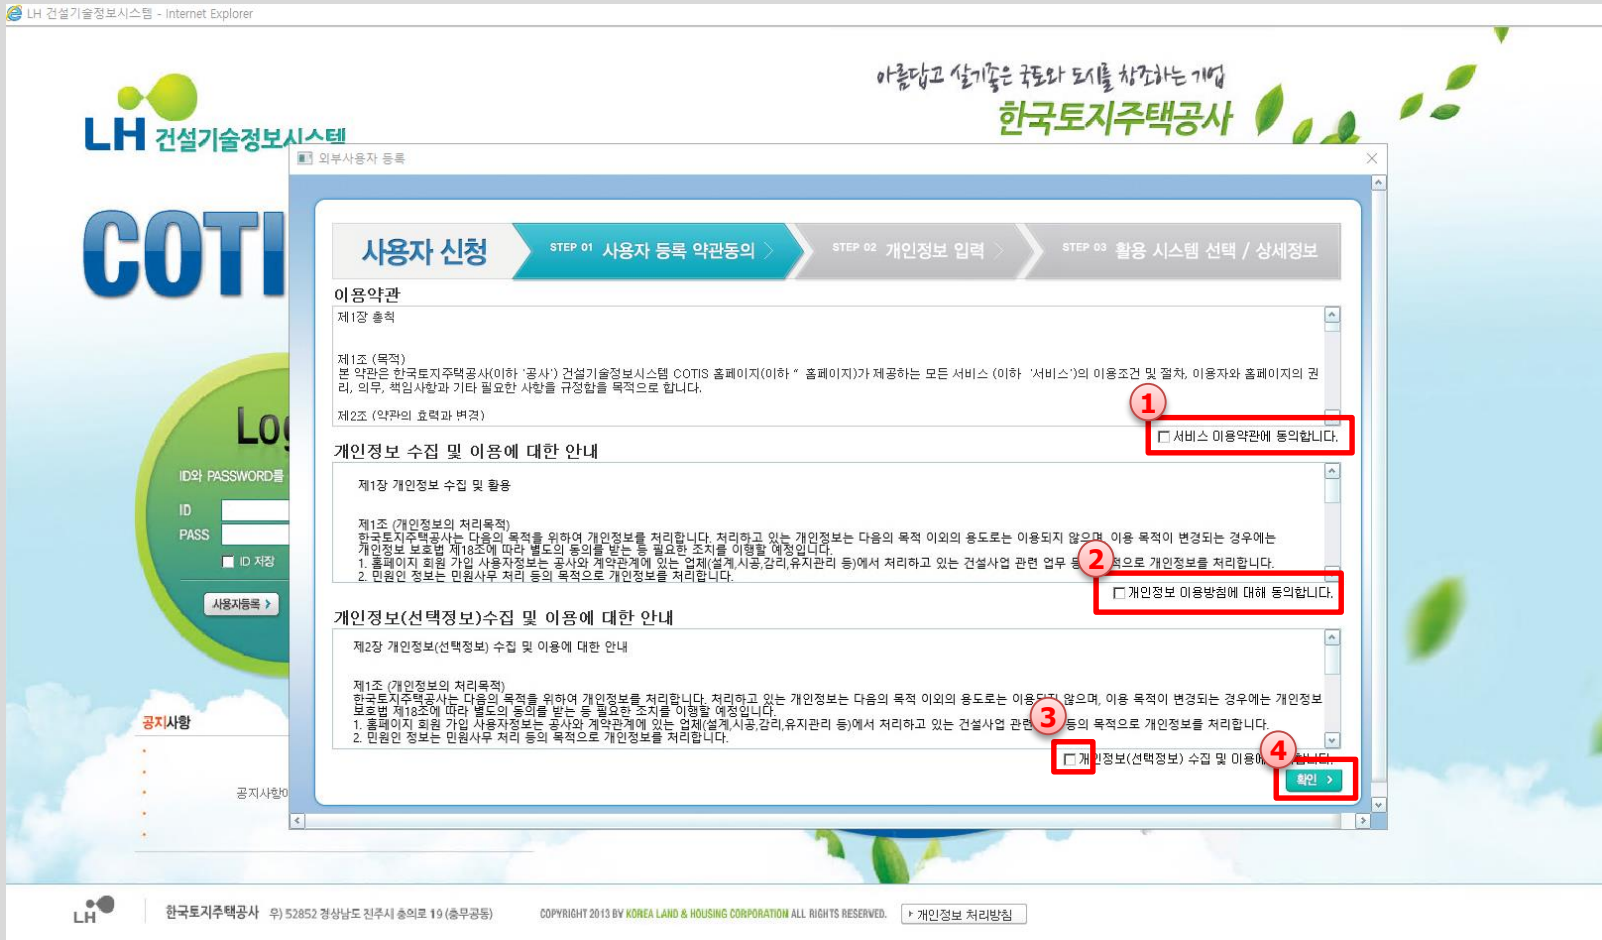 LH 건설기술정보시스템 - Internet Explorer
아름답고 살기좋은 국토와 도시를 창조하는 기업
한국토지주택공사
LH 건설기술정보시스템
외부사용자 등록
COTI
사용자 신청
STEP 01 사용자 등록 약관동의
STEP 02 개인정보 입력
STEP 03 활용 시스템 선택 / 상세정보
이용약관
제1장 총칙
제1조 (목적)
본 약관은 한국토지주택공사(이하 '공사') 건설기술정보시스템 COTIS 홈페이지(이하 " 홈페이지)가 제공하는 모든 서비스 (이하 '서비스')의 이용조건 및 절차, 이용자와 홈페이지의 권
리, 의무, 책임사항과 기타 필요한 사항을 규정함을 목적으로 합니다.
제2조 (약관의 효력과 변경)
1
서비스 이용약관에 동의합니다.
개인정보 수집 및 이용에 대한 안내
제1장 개인정보 수집 및 활용
제1조 (개인정보의 처리목적)
한국토지주택공사는 다음의 목적을 위하여 개인정보를 처리합니다. 처리하고 있는 개인정보는 다음의 목적 이외의 용도로는 이용되지 않으며, 이용 목적이 변경되는 경우에는
개인정보 보호법 제18조에 따라 별도의 동의를 받는 등 필요한 조치를 이행할 예정입니다.
1. 홈페이지 회원 가입 사용자정보는 공사와 계약관계에 있는 업체(설계,시공,감리,유지관리 등)에서 처리하고 있는 건설사업 관련 업무 등 목적으로 개인정보를 처리합니다.
2. 민원인 정보는 민원사무 처리 등의 목적으로 개인정보를 처리합니다.
2
개인정보 이용방침에 대해 동의합니다.
개인정보(선택정보)수집 및 이용에 대한 안내
제2장 개인정보(선택정보) 수집 및 이용에 대한 안내
제1조 (개인정보의 처리목적)
한국토지주택공사는 다음의 목적을 위하여 개인정보를 처리합니다. 처리하고 있는 개인정보는 다음의 목적 이외의 용도로는 이용되지 않으며, 이용 목적이 변경되는 경우에는 개인정보
보호법 제18조에 따라 별도의 동의를 받는 등 필요한 조치를 이행할 예정입니다.
1. 홈페이지 회원 가입 사용자정보는 공사와 계약관계에 있는 업체(설계,시공,감리,유지관리 등)에서 처리하고 있는 건설사업 관련 등의 목적으로 개인정보를 처리합니다.
2. 민원인 정보는 민원사무 처리 등의 목적으로 개인정보를 처리합니다.
3
개인정보(선택정보) 수집 및 이용에
4
확인
Log
ID와 PASSWORD를
ID
PASS
ID 저장
사용자등록
공지사항
공지사항이
LH
한국토지주택공사 우) 52852 경상남도 진주시 충의로 19 (충무공동)
COPYRIGHT 2013 BY KOREA LAND & HOUSING CORPORATION ALL RIGHTS RESERVED.
개인정보 처리방침